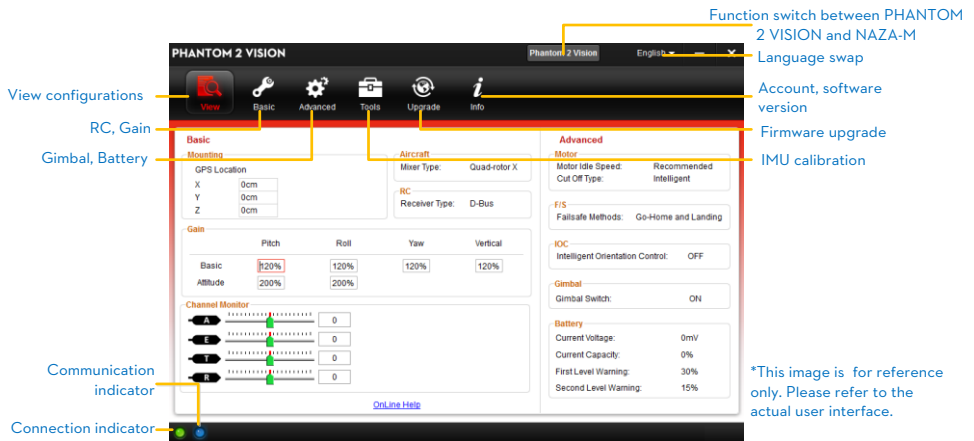 Function switch between PHANTOM
2 VISION and NAZA-M
Language swap
Account, software
version
Firmware upgrade
IMU calibration
View configurations
RC, Gain
Gimbal, Battery
PHANTOM 2 VISION
Phantom 2 Vision
English
View
Basic
Advanced
Tools
Upgrade
Info
Basic
Mounting
GPS Location
X 0cm
Y 0cm
Z 0cm
Aircraft
Mixer Type: Quad-rotor X
RC
Receiver Type: D-Bus
Gain
Pitch Roll Yaw Vertical
Basic 120% 120% 120% 120%
Attitude 200% 200%
Channel Monitor
A 0
E 0
T 0
R 0
Advanced
Motor
Motor Idle Speed: Recommended
Cut Off Type: Intelligent
F/S
Failsafe Methods: Go-Home and Landing
IOC
Intelligent Orientation Control: OFF
Gimbal
Gimbal Switch: ON
Battery
Current Voltage: 0mV
Current Capacity: 0%
First Level Warning: 30%
Second Level Warning: 15%
OnLine Help
Communication
indicator
Connection indicator
*This image is for reference
only. Please refer to the
actual user interface.